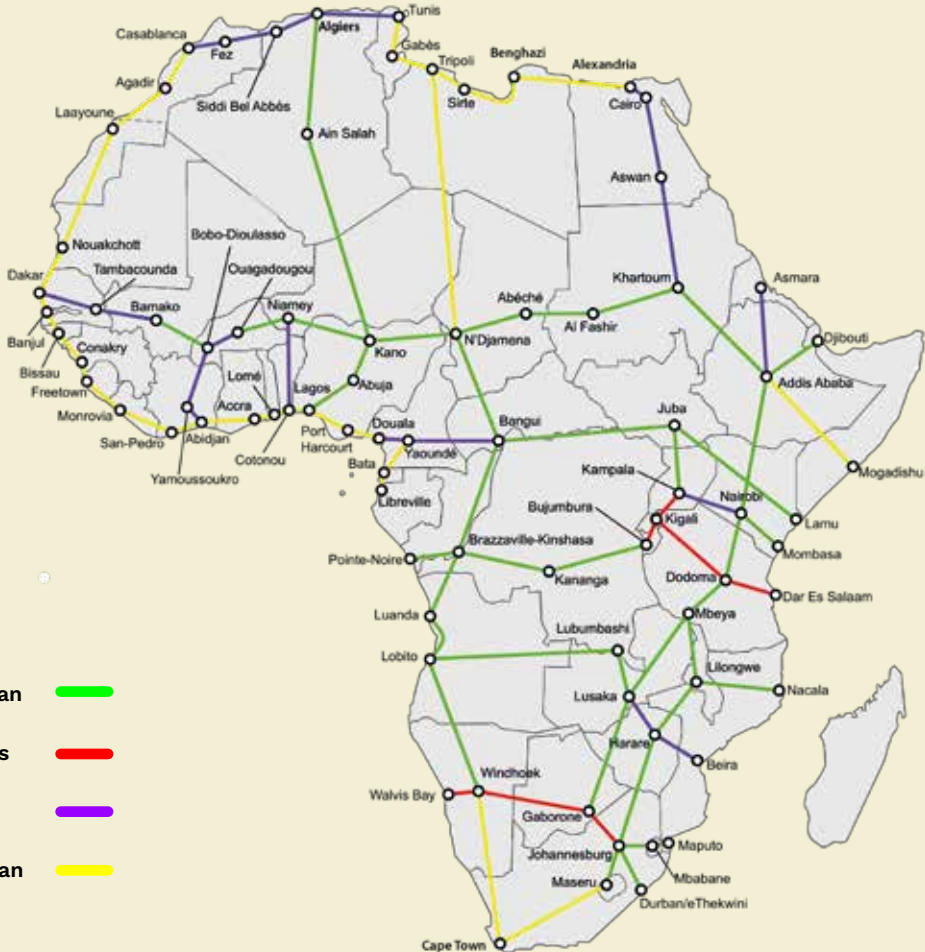 Tunis
Algiers
Casablanca
Fez
Gabès
Tripoli
Benghazi
Alexandria
Agadir
Siddi Bel Abbès
Sirte
Cairo
Laayoune
Ain Salah
Aswan
Nouakchott
Bobo-Dioulasso
Ouagadougou
Dakar
Tambacounda
Khartoum
Asmara
Bamako
Niamey
Abéché
Al Fashir
Djibouti
Banjul
Bissau
Conakry
Kano
N'Djamena
Freetown
Lomé
Lagos
Abuja
Addis Ababa
Monrovia
Accra
Douala
Bangui
Juba
San-Pedro
Abidjan
Port
Harcourt
Yaoundé
Cotonou
Bata
Kampala
Mogadishu
Yamoussoukro
Libreville
Bujumbura
Kigali
Nairobi
Lamu
Pointe-Noire
Brazzaville-Kinshasa
Mombasa
Kananga
Dodoma
Dar Es Salaam
Luanda
Mbeya
Lubumbashi
Lobito
Lilongwe
Lusaka
Nacala
an
Harare
s
Beira
Windhoek
Walvis Bay
Gaborone
Johannesburg
Maputo
an
Mbabane
Maseru
Durban/eThekwini
Cape Town